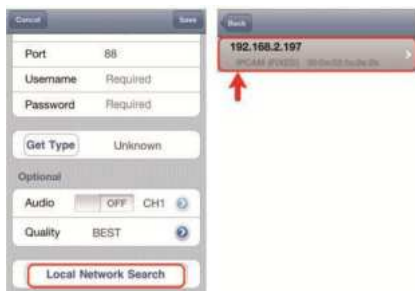 Cancel Save
Port 88
Username Required
Password Required
Get Type Unknown
Optional
Audio OFF CH1
Quality BEST
Local Network Search
Back
192.168.2.197
IPCAM